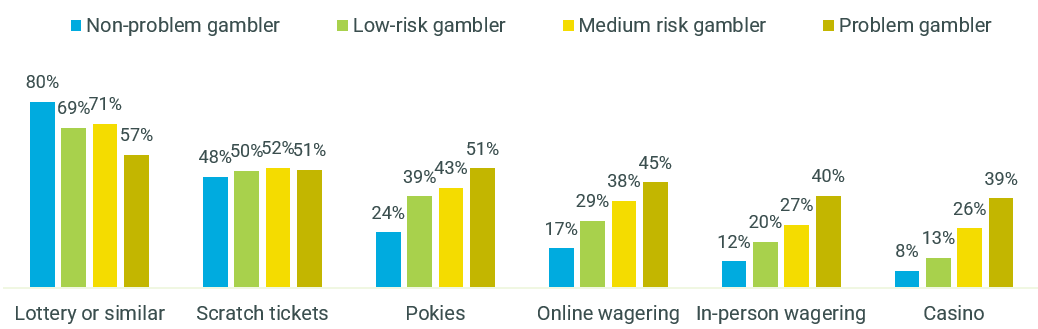 Non-problem gambler Low-risk gambler Medium risk gambler Problem gambler
80% 69% 71% 57%
48% 50% 52% 51%
24% 39% 43% 51%
17% 29% 38% 45%
12% 20% 27% 40%
8% 13% 26% 39%
Lottery or similar Scratch tickets Pokies Online wagering In-person wagering Casino